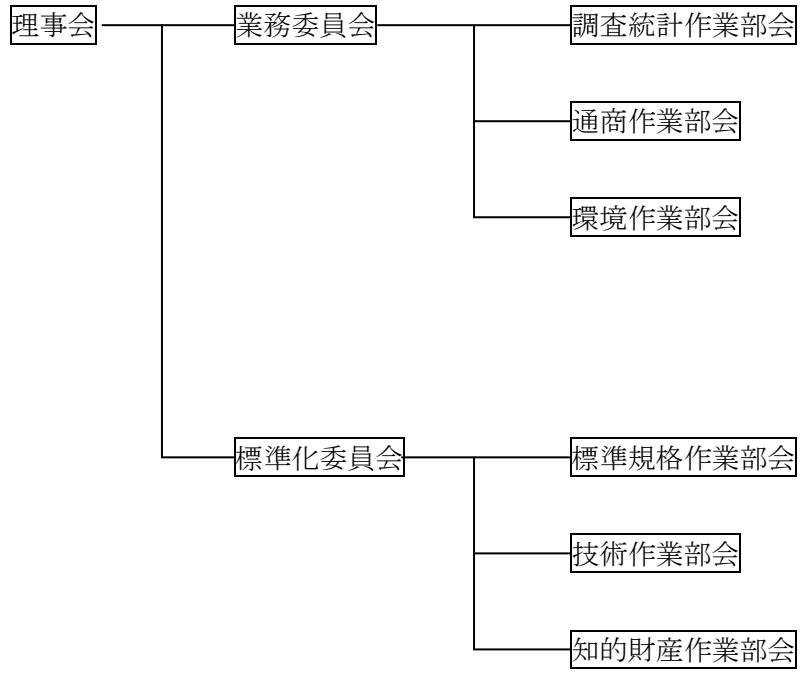 理事会
業務委員会
調査統計作業部会
通商作業部会
環境作業部会
標準化委員会
標準規格作業部会
技術作業部会
知的財産作業部会